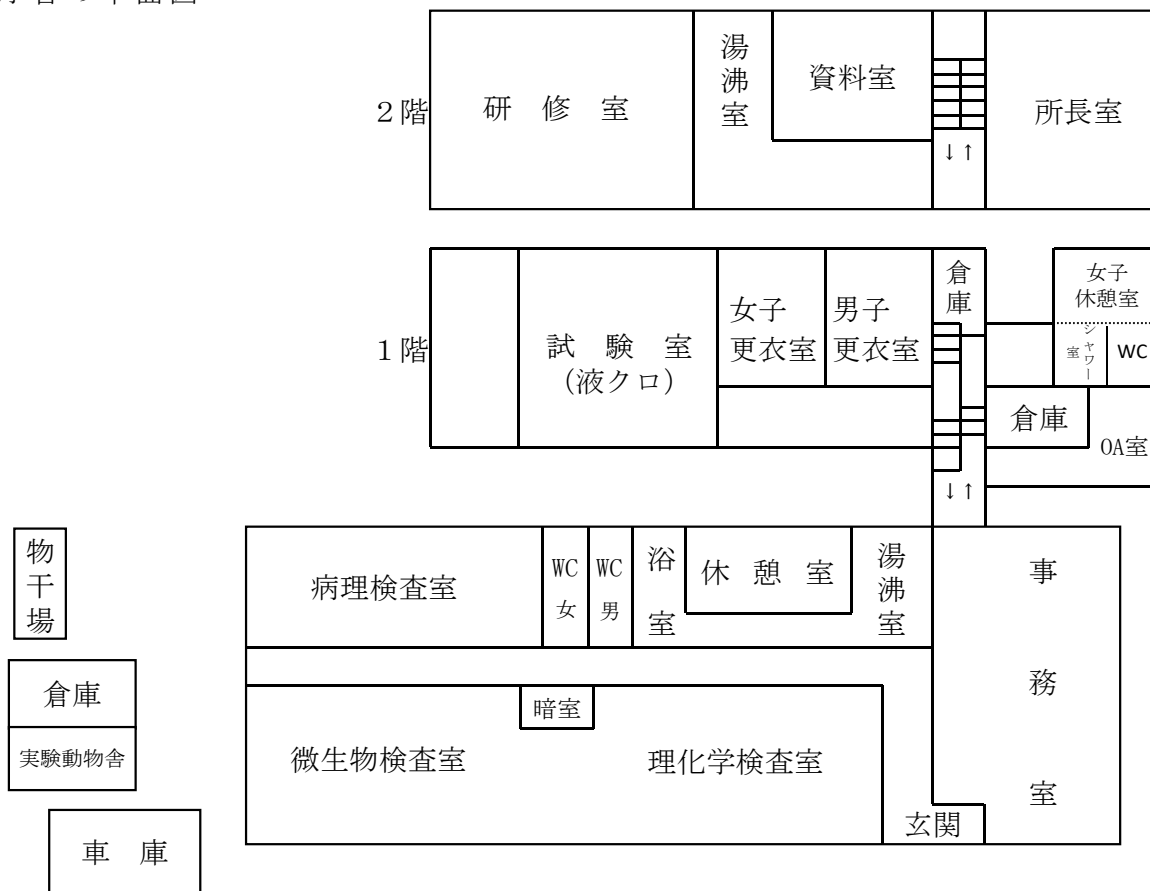 2階
研 修 室
湯沸室
資料室
↓ ↑
所長室
1階
試 験 室
(液クロ)
女子
更衣室
男子
更衣室
倉庫
女子
休憩室
シャワー室
WC
倉庫
OA室
↓ ↑
物干場
病理検査室
WC
女
WC
男
浴室
休 憩 室
湯沸室
事務室
倉庫
実験動物舎
暗室
微生物検査室
理化学検査室
玄関
車 庫